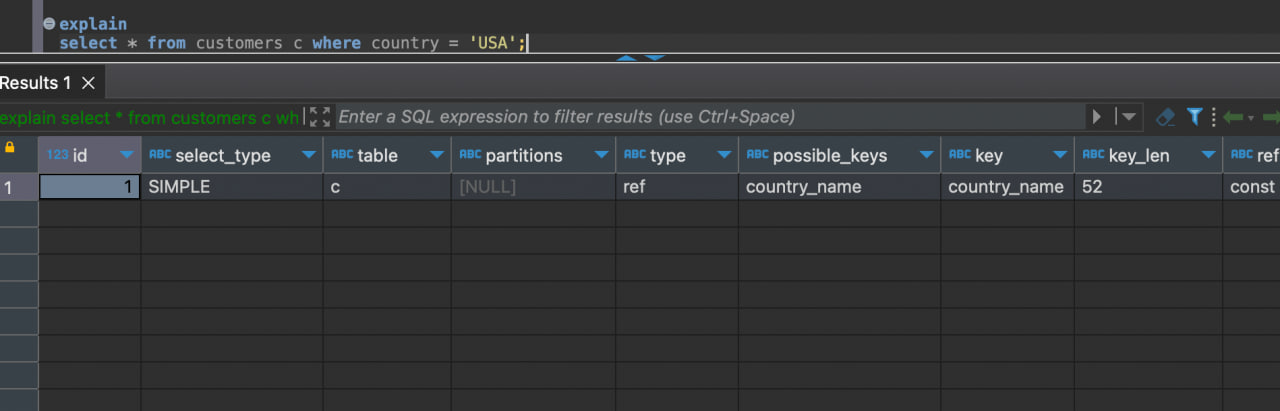 explain
select * from customers c where country = 'USA';
Results 1
explain select * from customers c wh
Enter a SQL expression to filter results (use Ctrl+Space)
123 id ABC select_type ABC table ABC partitions ABC type ABC possible_keys ABC key ABC key_len ABC ref
1 1 SIMPLE c [NULL] ref country_name country_name 52 const